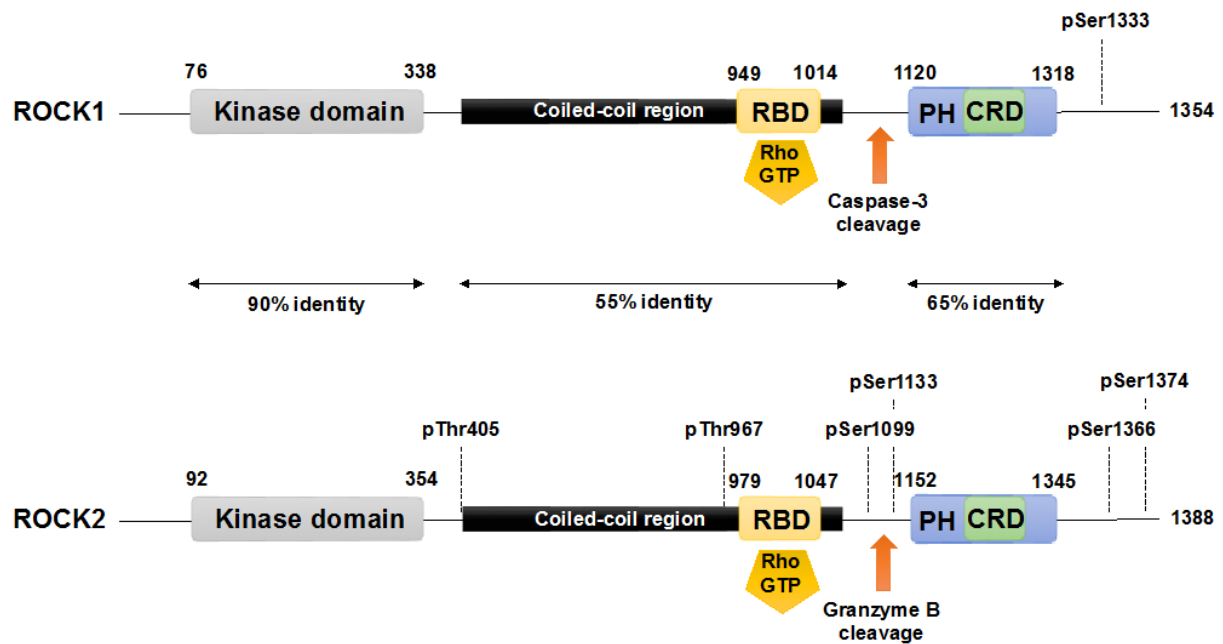 pSer1333
76 338 949 1014 1120 1318
ROCK1 Kinase domain Coiled-coil region RBD PH CRD 1354
Rho
GTP
Caspase-3
cleavage
90% identity 55% identity 65% identity
pSer1133 pSer1374
pThr405 pThr967 pSer1099 pSer1366
92 354 979 1047 1152 1345
ROCK2 Kinase domain Coiled-coil region RBD PH CRD 1388
Rho
GTP
Granzyme B
cleavage